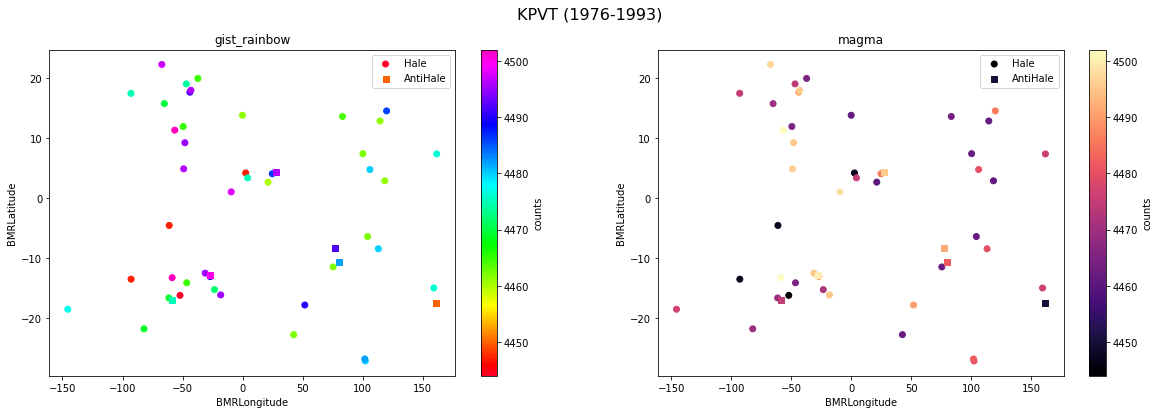 KPVT (1976-1993)
gist_rainbow
Hale
AntiHale
20
10
0
−10
−20
BMRLatitude
−150 −100 −50 0 50 100 150
BMRLongitude
4500
4490
4480
4470
4460
4450
counts
magma
Hale
AntiHale
20
10
0
−10
−20
BMRLatitude
−150 −100 −50 0 50 100 150
BMRLongitude
4500
4490
4480
4470
4460
4450
counts